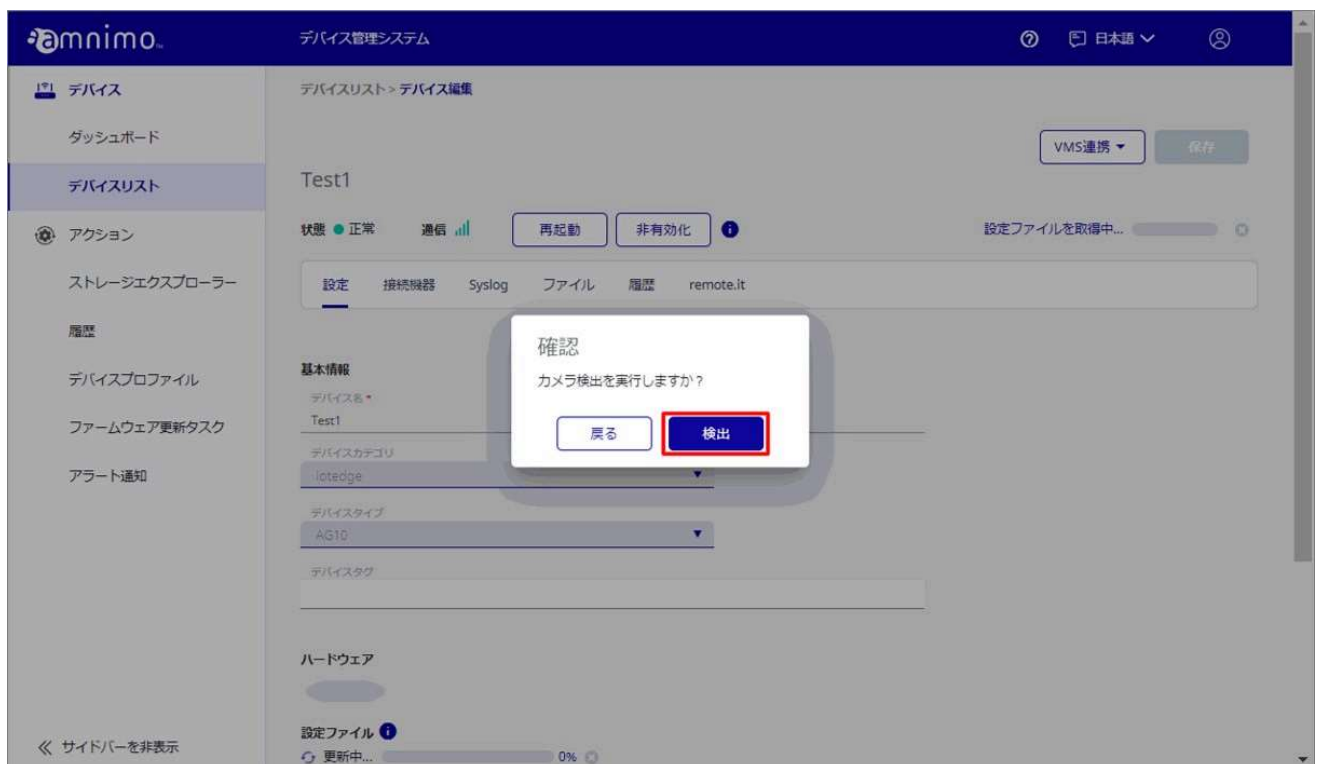 amnimo
デバイス管理システム
日本語
デバイス
ダッシュボード
デバイスリスト
アクション
ストレージエクスプローラー
履歴
デバイスプロファイル
ファームウェア更新タスク
アラート通知
サイドバーを非表示
デバイスリスト > デバイス編集
VMS連携
保存
Test1
状態 正常 通信 再起動 非有効化
設定ファイルを取得中...
設定 接続機器 Syslog ファイル 履歴 remote.it
確認
カメラ検出を実行しますか？
戻る 検出
基本情報
デバイス名 *
Test1
デバイスカテゴリ
iotedge
デバイスタイプ
AG10
デバイスタグ
ハードウェア
設定ファイル
更新中... 0%